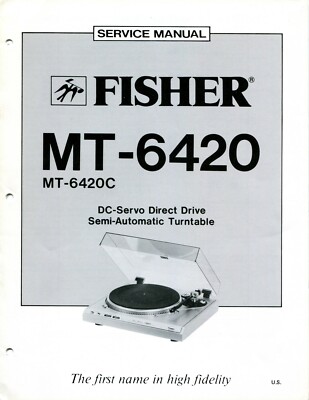 SERVICE MANUAL
FISHER®
MT-6420
MT-6420C
DC-Servo Direct Drive
Semi-Automatic Turntable
The first name in high fidelity
U.S.